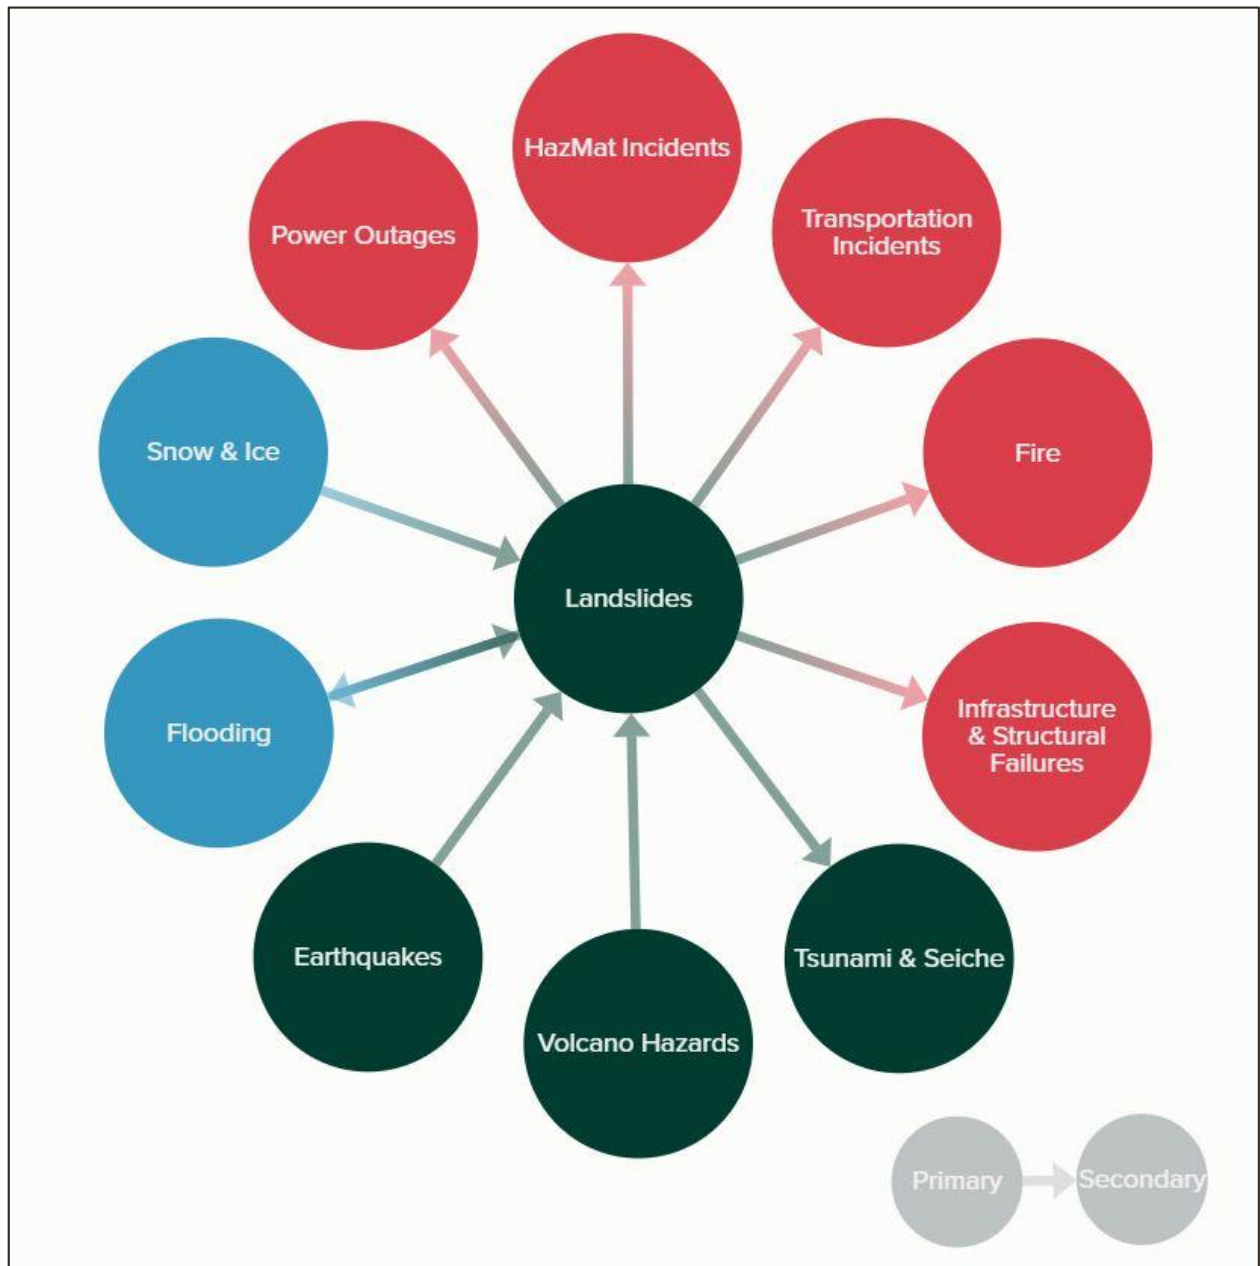 HazMat Incidents
Power Outages
Transportation
Incidents
Snow & Ice
Fire
Landslides
Flooding
Infrastructure
& Structural
Failures
Earthquakes
Tsunami & Seiche
Volcano Hazards
Primary
Secondary